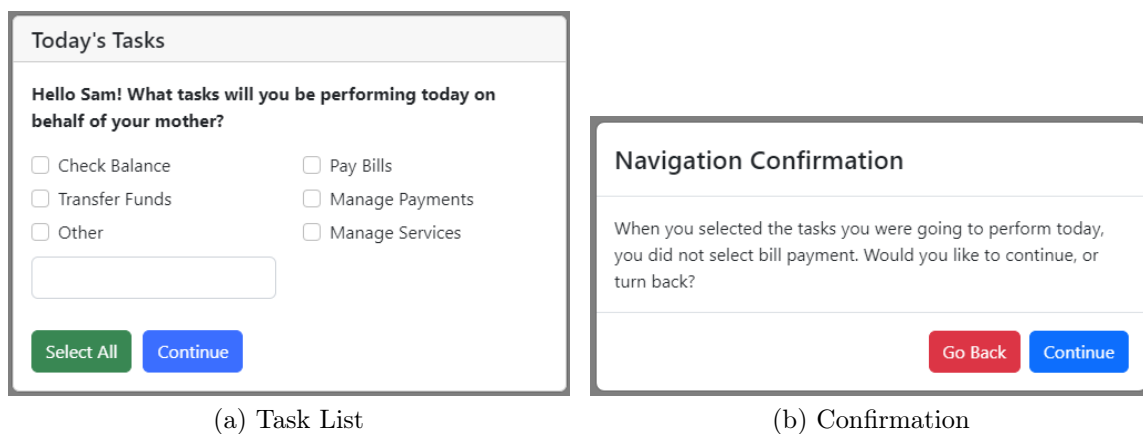 Today's Tasks
Hello Sam! What tasks will you be performing today on
behalf of your mother?
Check Balance
Pay Bills
Transfer Funds
Manage Payments
Other
Manage Services
Select All
Continue
(a) Task List
Navigation Confirmation
When you selected the tasks you were going to perform today,
you did not select bill payment. Would you like to continue, or
turn back?
Go Back
Continue
(b) Confirmation